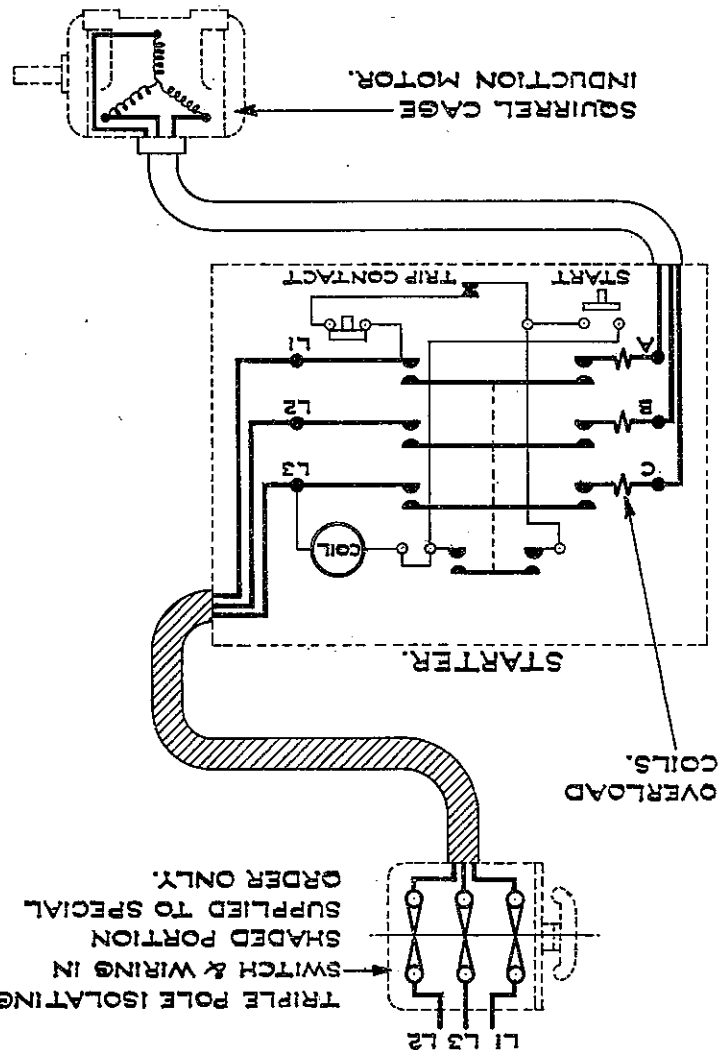 L1 L3 L2
TRIPLE POLE ISOLATING
SWITCH & WIRING IN
SHADED PORTION
SUPPLIED TO SPECIAL
ORDER ONLY.
OVERLOAD
COILS.
STARTER.
COIL
C
L3
B
L2
A
L1
START
TRIP CONTACT
SQUIRREL CAGE
INDUCTION MOTOR.